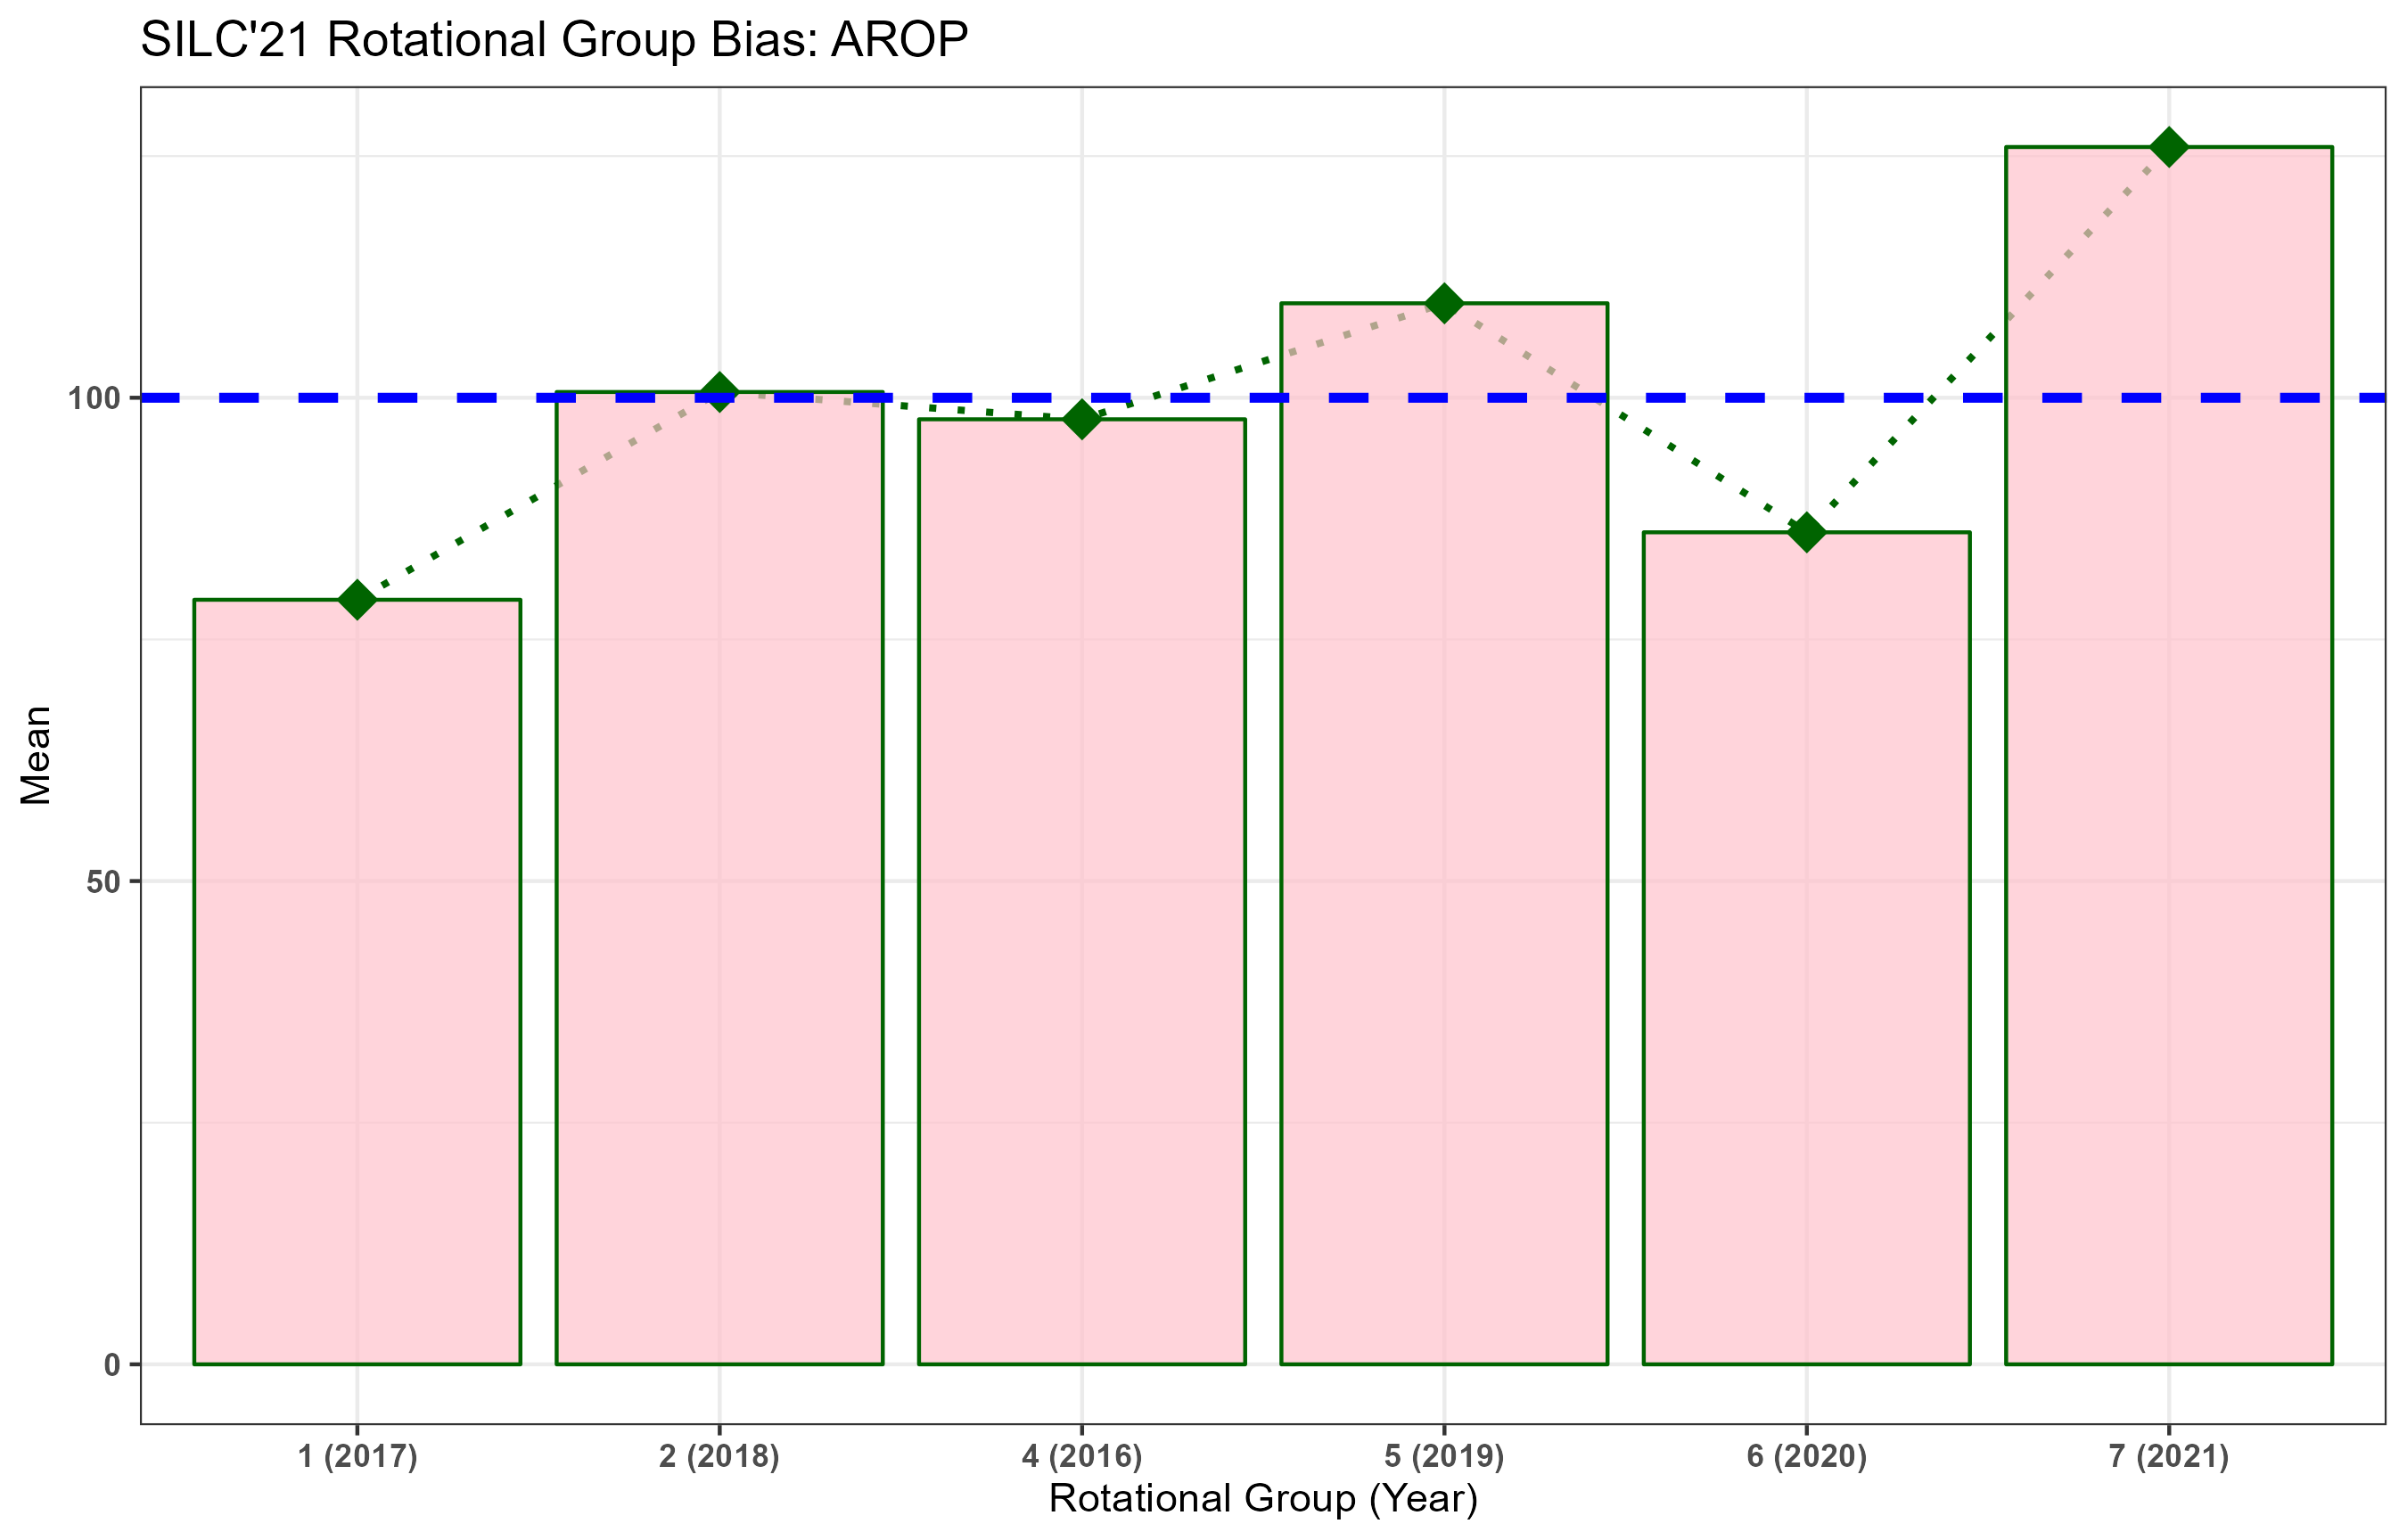 SILC'21 Rotational Group Bias: AROP
Mean
100
50
0
1 (2017) 2 (2018) 4 (2016) 5 (2019) 6 (2020) 7 (2021)
Rotational Group (Year)